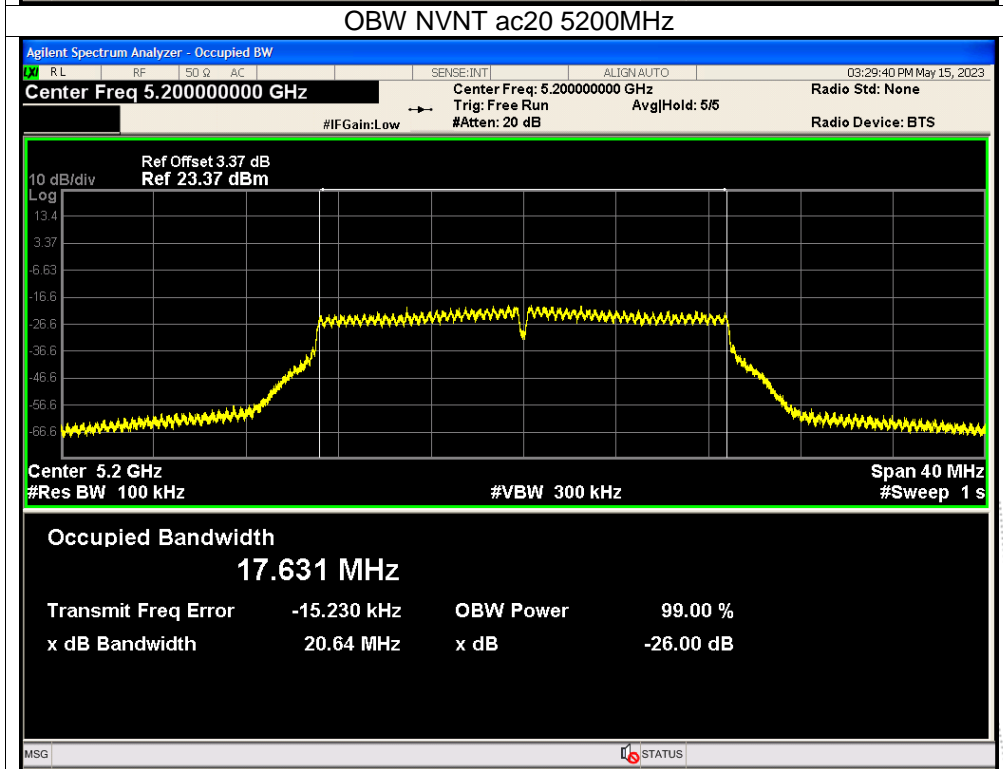 OBW NVNT ac20 5200MHz
Agilent Spectrum Analyzer - Occupied BW
LXI RL RF 50 Ω AC SENSE:INT ALIGN AUTO 03:29:40 PM May 15, 2023
Center Freq 5.200000000 GHz Center Freq: 5.200000000 GHz Radio Std: None
Trig: Free Run Avg|Hold: 5/5
#IFGain:Low #Atten: 20 dB Radio Device: BTS
Ref Offset 3.37 dB
10 dB/div Ref 23.37 dBm
Log
13.4
3.37
-6.63
-16.6
-26.6
-36.6
-46.6
-56.6
-66.6
Center 5.2 GHz Span 40 MHz
#Res BW 100 kHz #VBW 300 kHz #Sweep 1 s
Occupied Bandwidth
17.631 MHz
Transmit Freq Error -15.230 kHz OBW Power 99.00 %
x dB Bandwidth 20.64 MHz x dB -26.00 dB
MSG STATUS